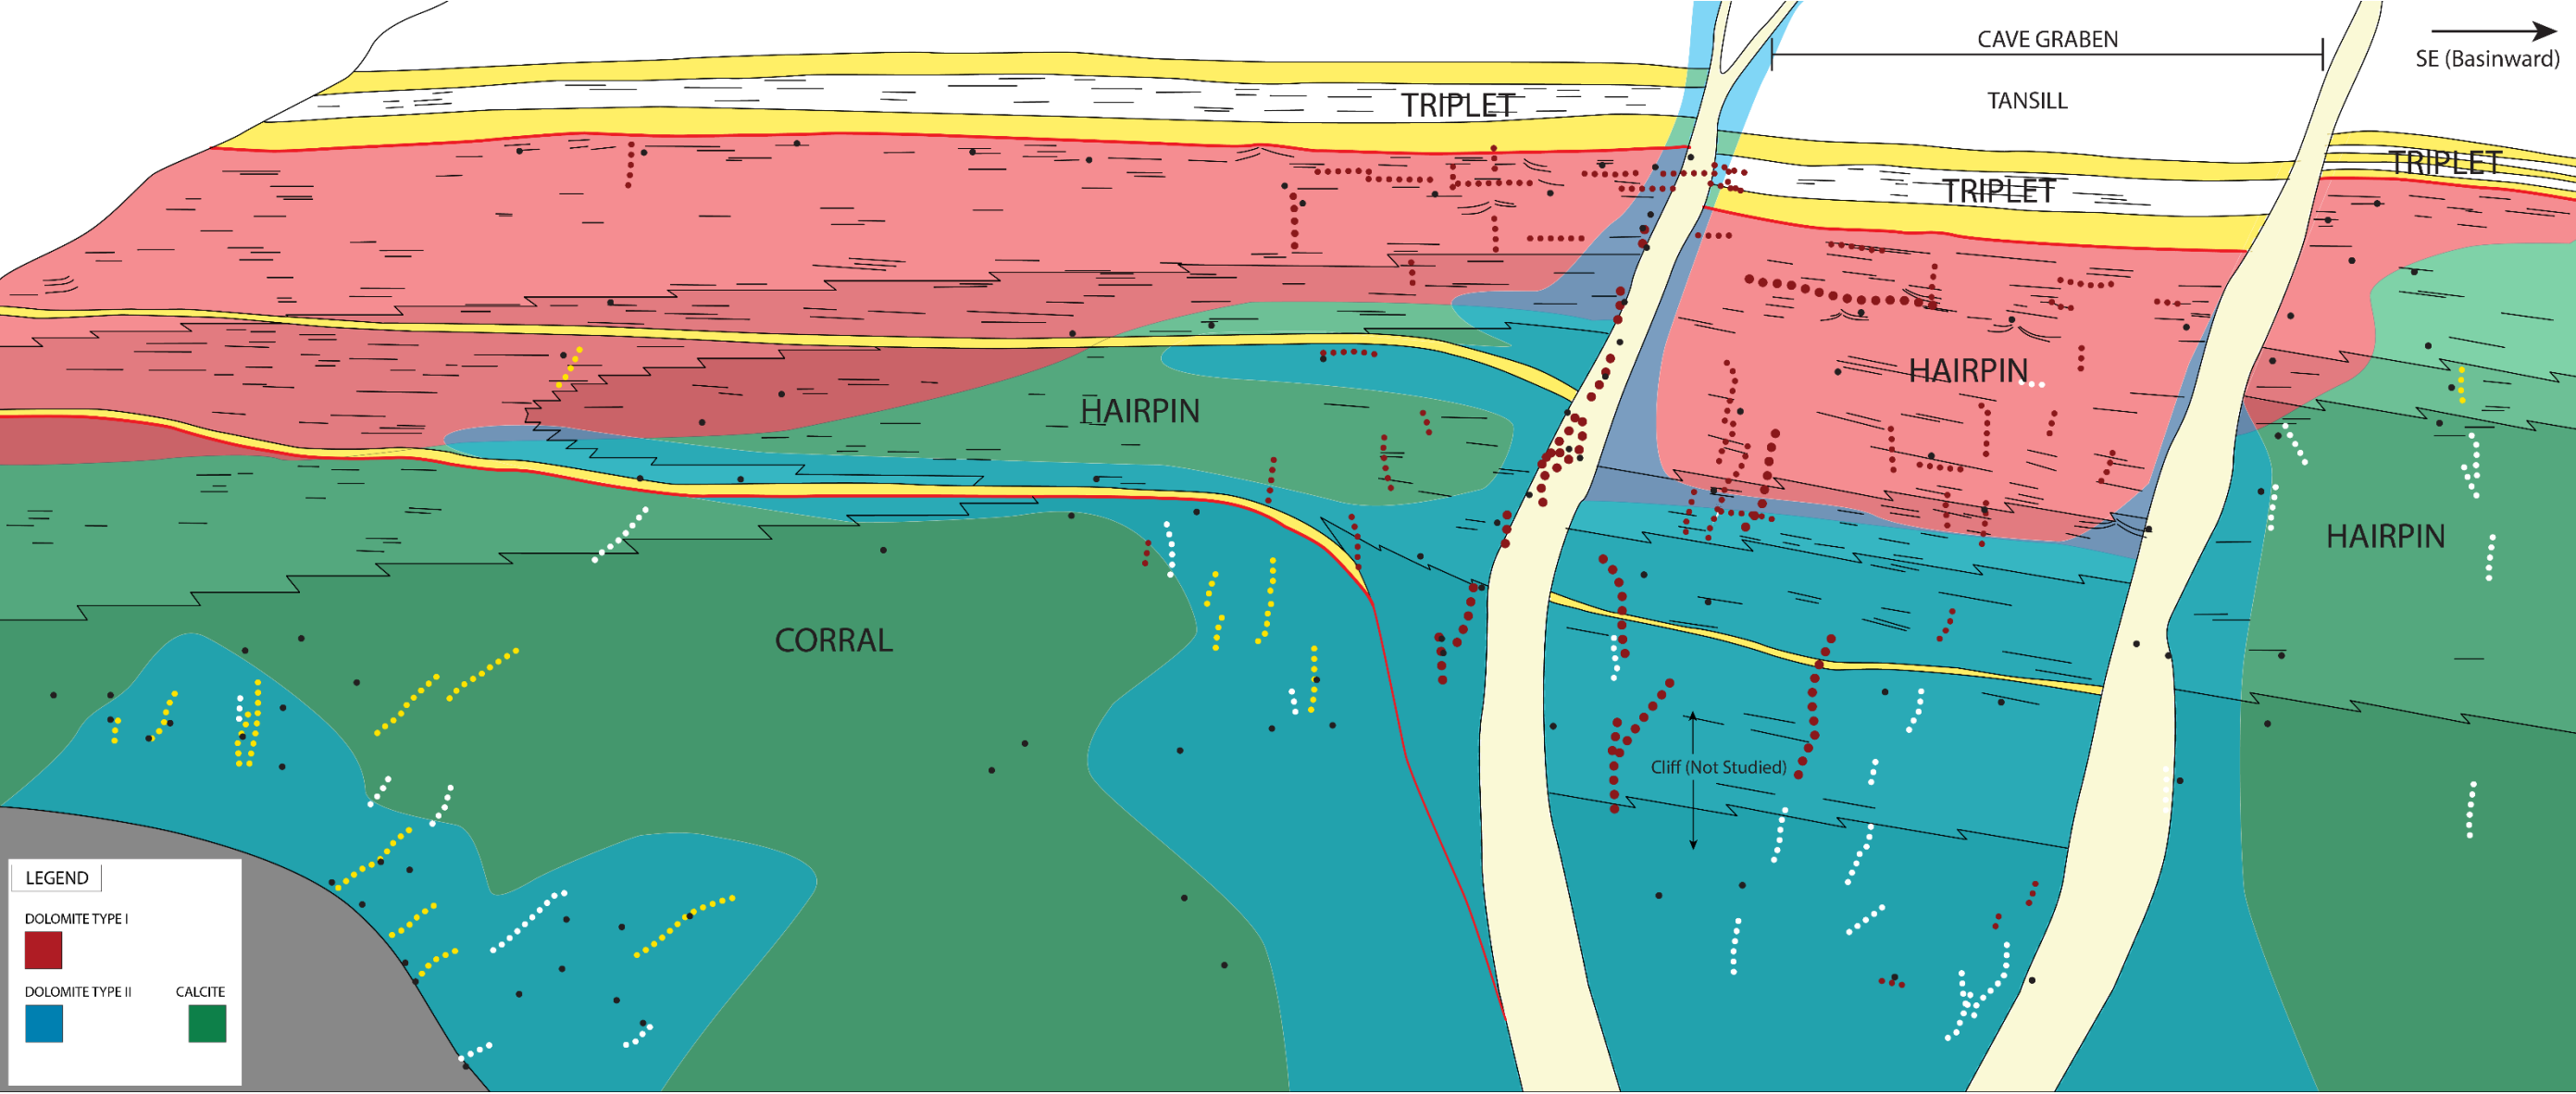 CAVE GRABEN
SE (Basinward)
TRIPLET
TANSILL
TRIPLET
TRIPLET
HAIRPIN
HAIRPIN
HAIRPIN
CORRAL
Cliff (Not Studied)
LEGEND
DOLOMITE TYPE I
DOLOMITE TYPE II
CALCITE